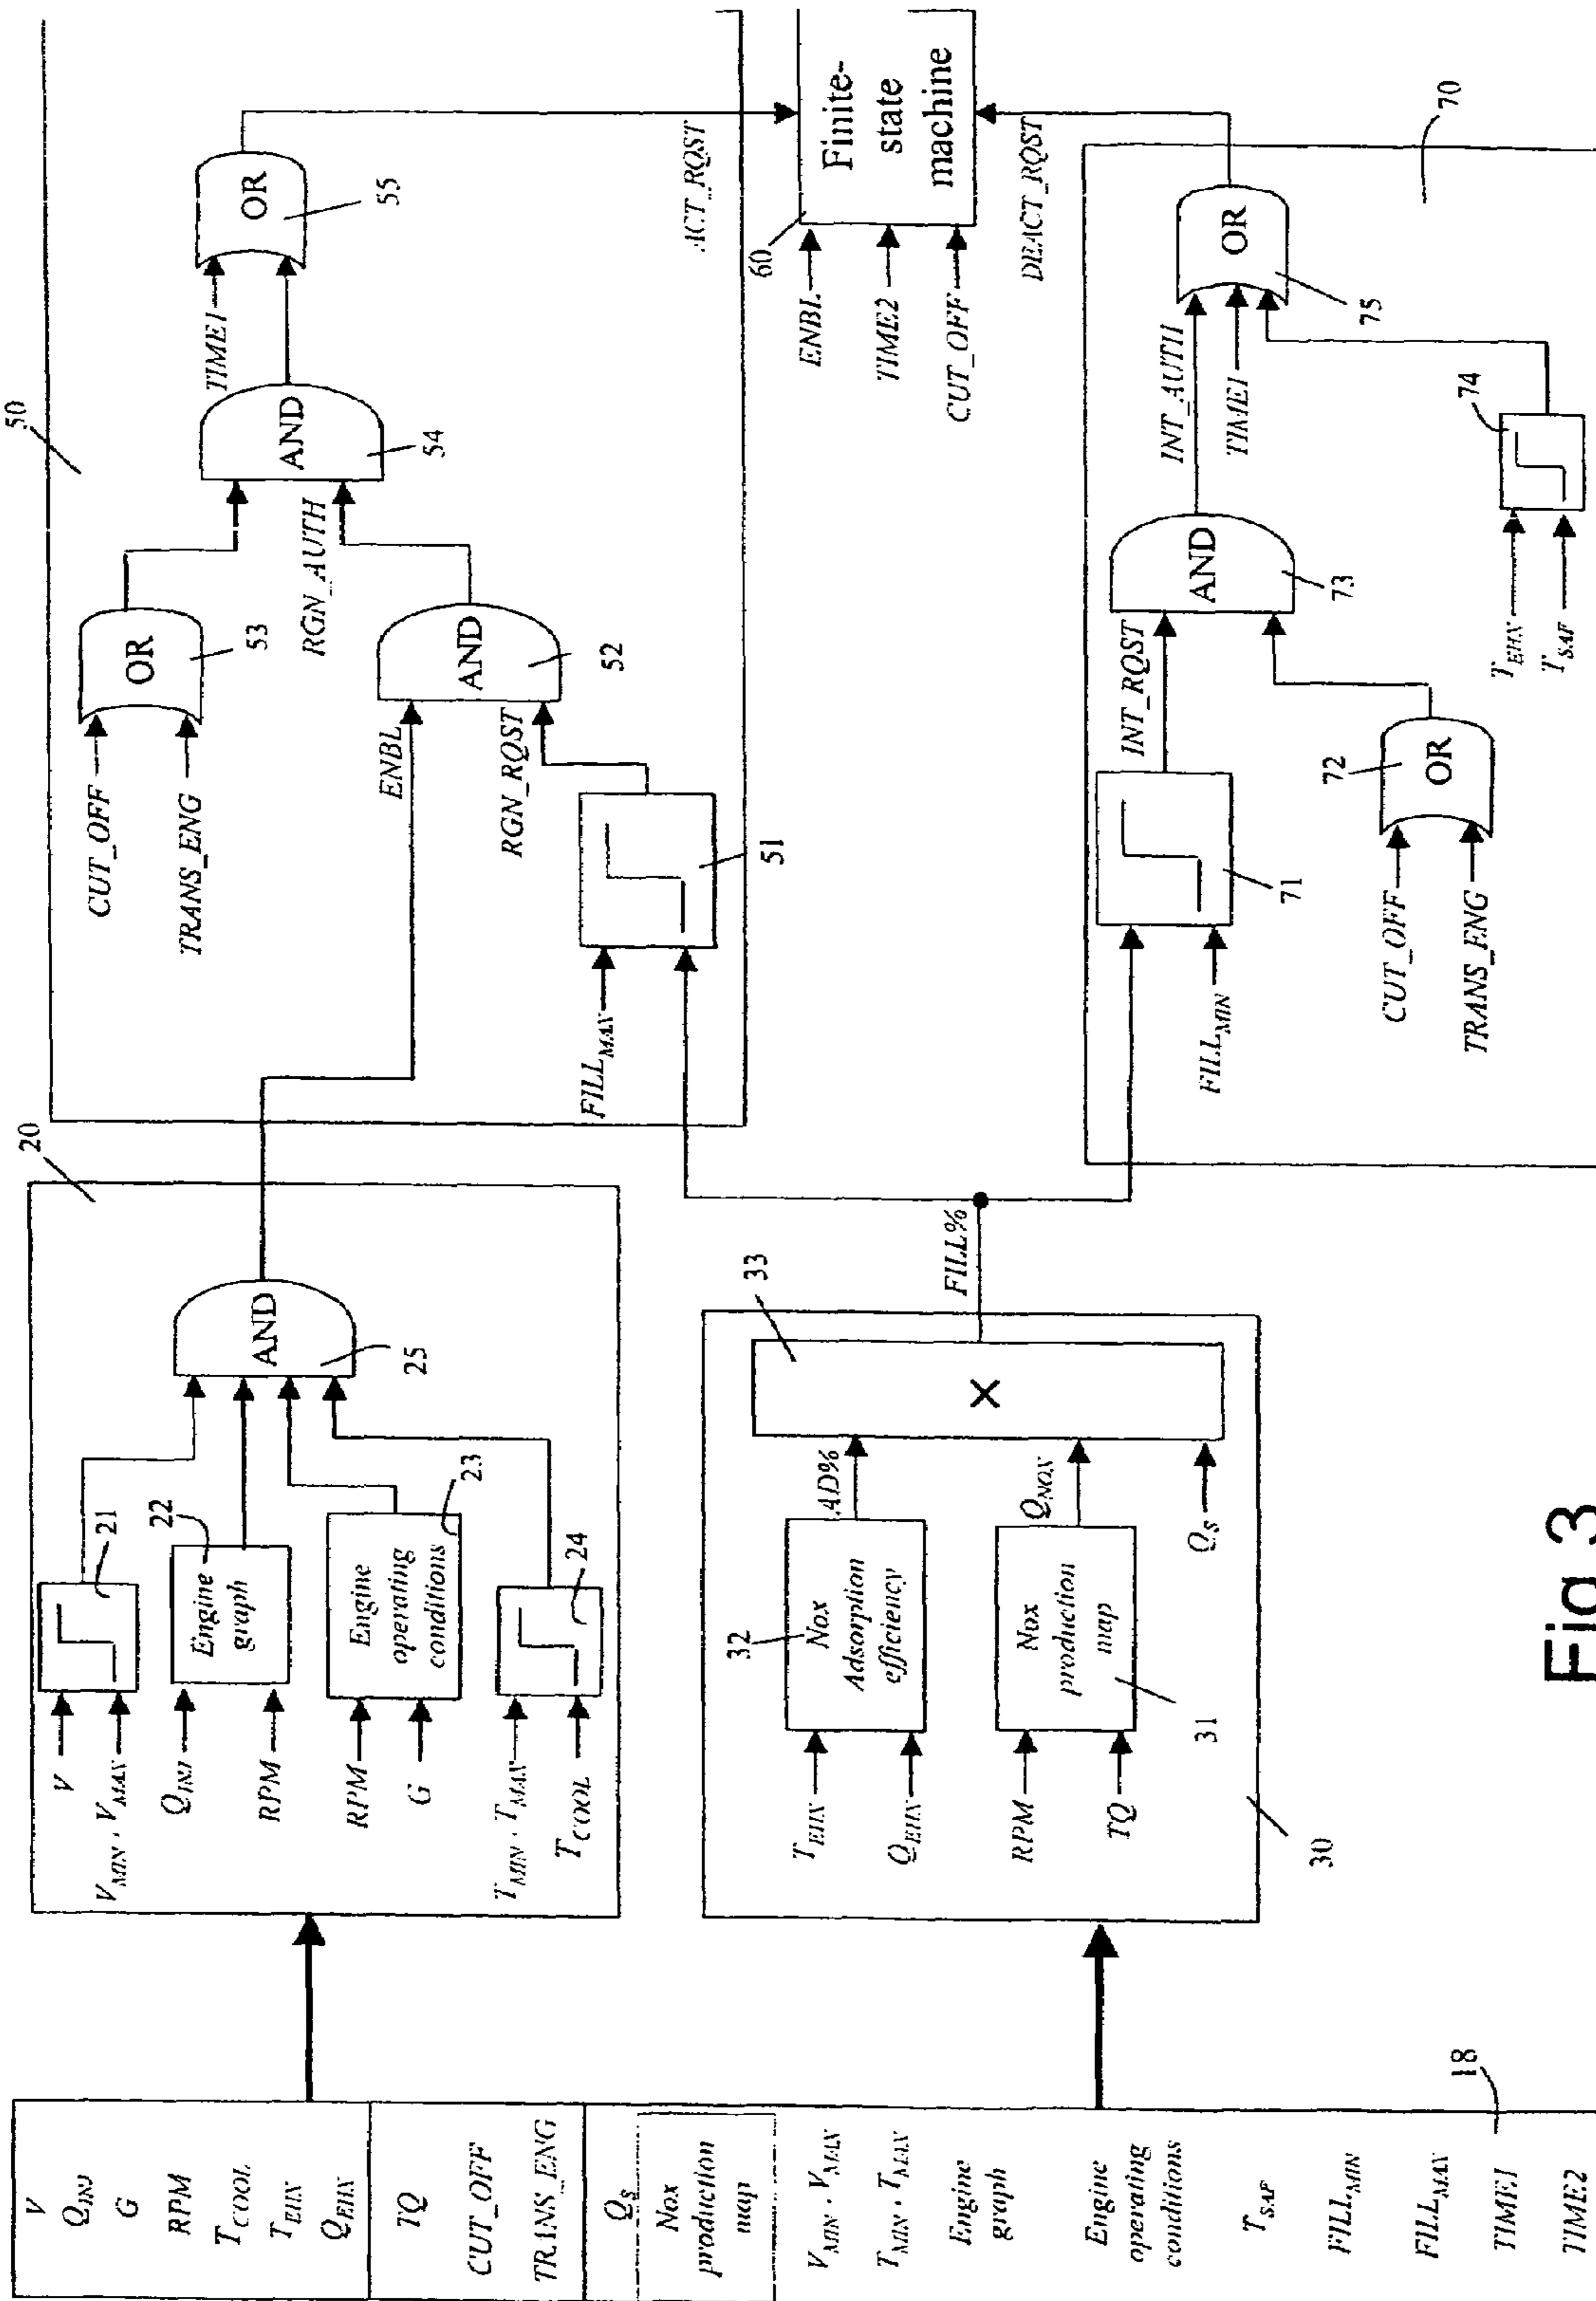 V
Q_INJ
G
RPM
T_COOL
T_EHX
Q_EHX
TQ
CUT_OFF
TRANS_ENG
Q_S
Nox
production
map
V_MIN . V_MAX
T_MIN . T_MAX
Engine
graph
Engine
operating
conditions
T_SAF
FILL_MIN
FILL_MAX
TIME1
TIME2
18
20
V
V_MIN . V_MAX
21
Q_INJ
RPM
Engine
graph
22
RPM
G
Engine
operating
conditions
23
T_MIN . T_MAX
T_COOL
24
AND
25
30
T_EHX
Q_EHX
Nox
Adsorption
efficiency
32
AD%
RPM
TQ
Nox
production
map
31
Q_NOX
Q_S
X
33
FILL%
50
CUT_OFF
TRANS_ENG
OR
53
ENBL
FILL_MAX
51
RGN_RQST
AND
52
RGN_AUTH
AND
54
TIME1
OR
55
ACT_RQST
60
Finite-
state
machine
ENBL
TIME2
CUT_OFF
DEACT_RQST
70
FILL_MIN
71
INT_RQST
CUT_OFF
TRANS_ENG
OR
72
AND
73
INT_AUTH
TIME1
T_EHX
T_SAF
74
OR
75
Fig 3